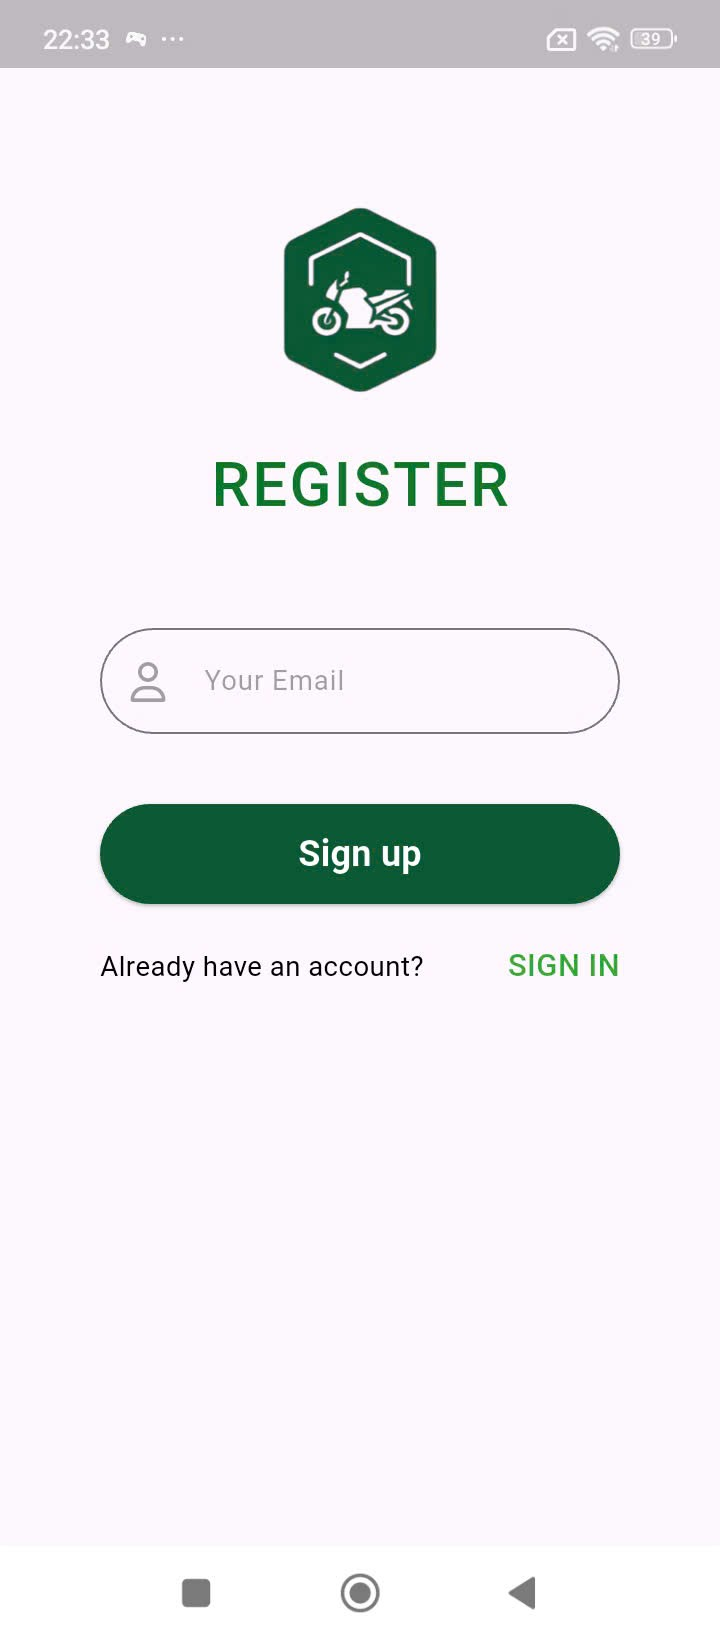 22:33
39
REGISTER
Your Email
Sign up
Already have an account? SIGN IN